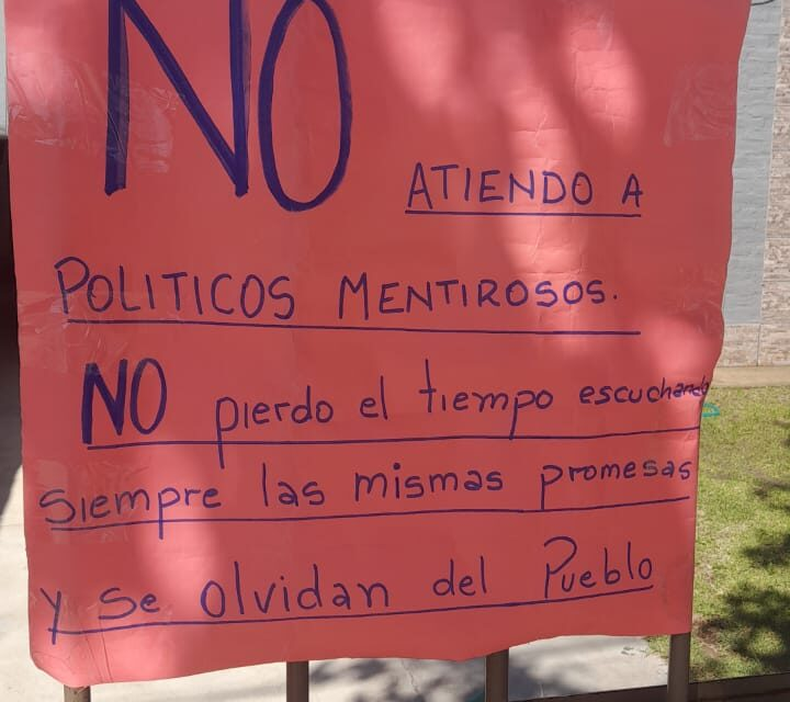 NO
ATIENDO A
POLITICOS MENTIROSOS.
NO pierdo el tiempo escuchando
siempre las mismas promesas
y se olvidan del Pueblo